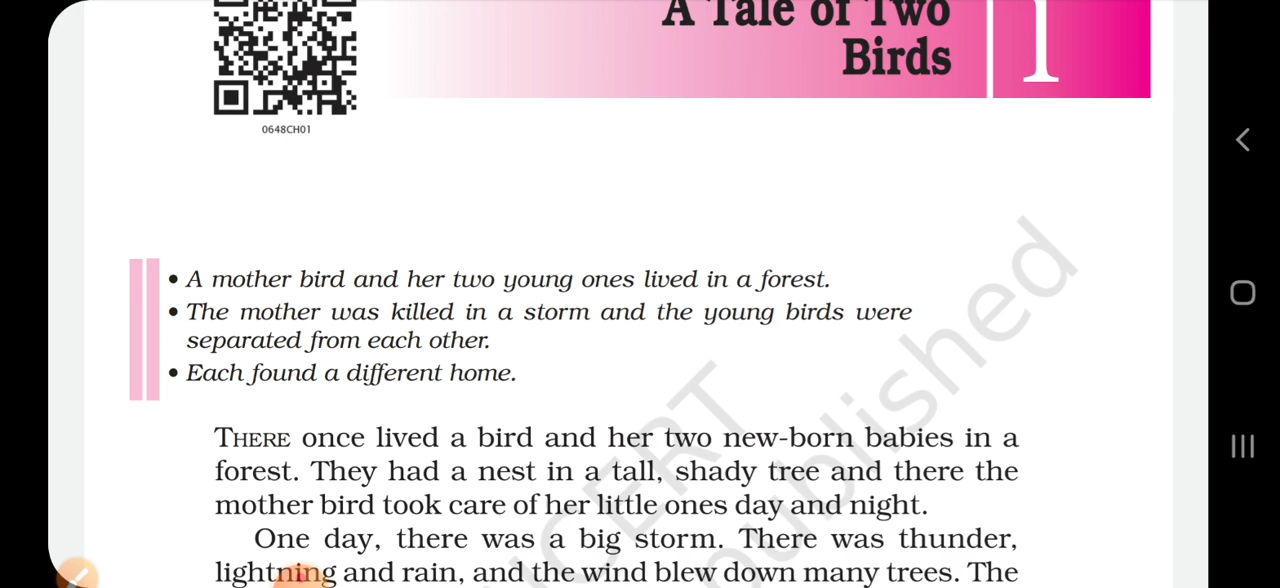 A Tale of Two
Birds
1
0648CH01
• A mother bird and her two young ones lived in a forest.
• The mother was killed in a storm and the young birds were
separated from each other.
• Each found a different home.
THERE once lived a bird and her two new-born babies in a
forest. They had a nest in a tall, shady tree and there the
mother bird took care of her little ones day and night.
One day, there was a big storm. There was thunder,
lightning and rain, and the wind blew down many trees. The
NCERT
published